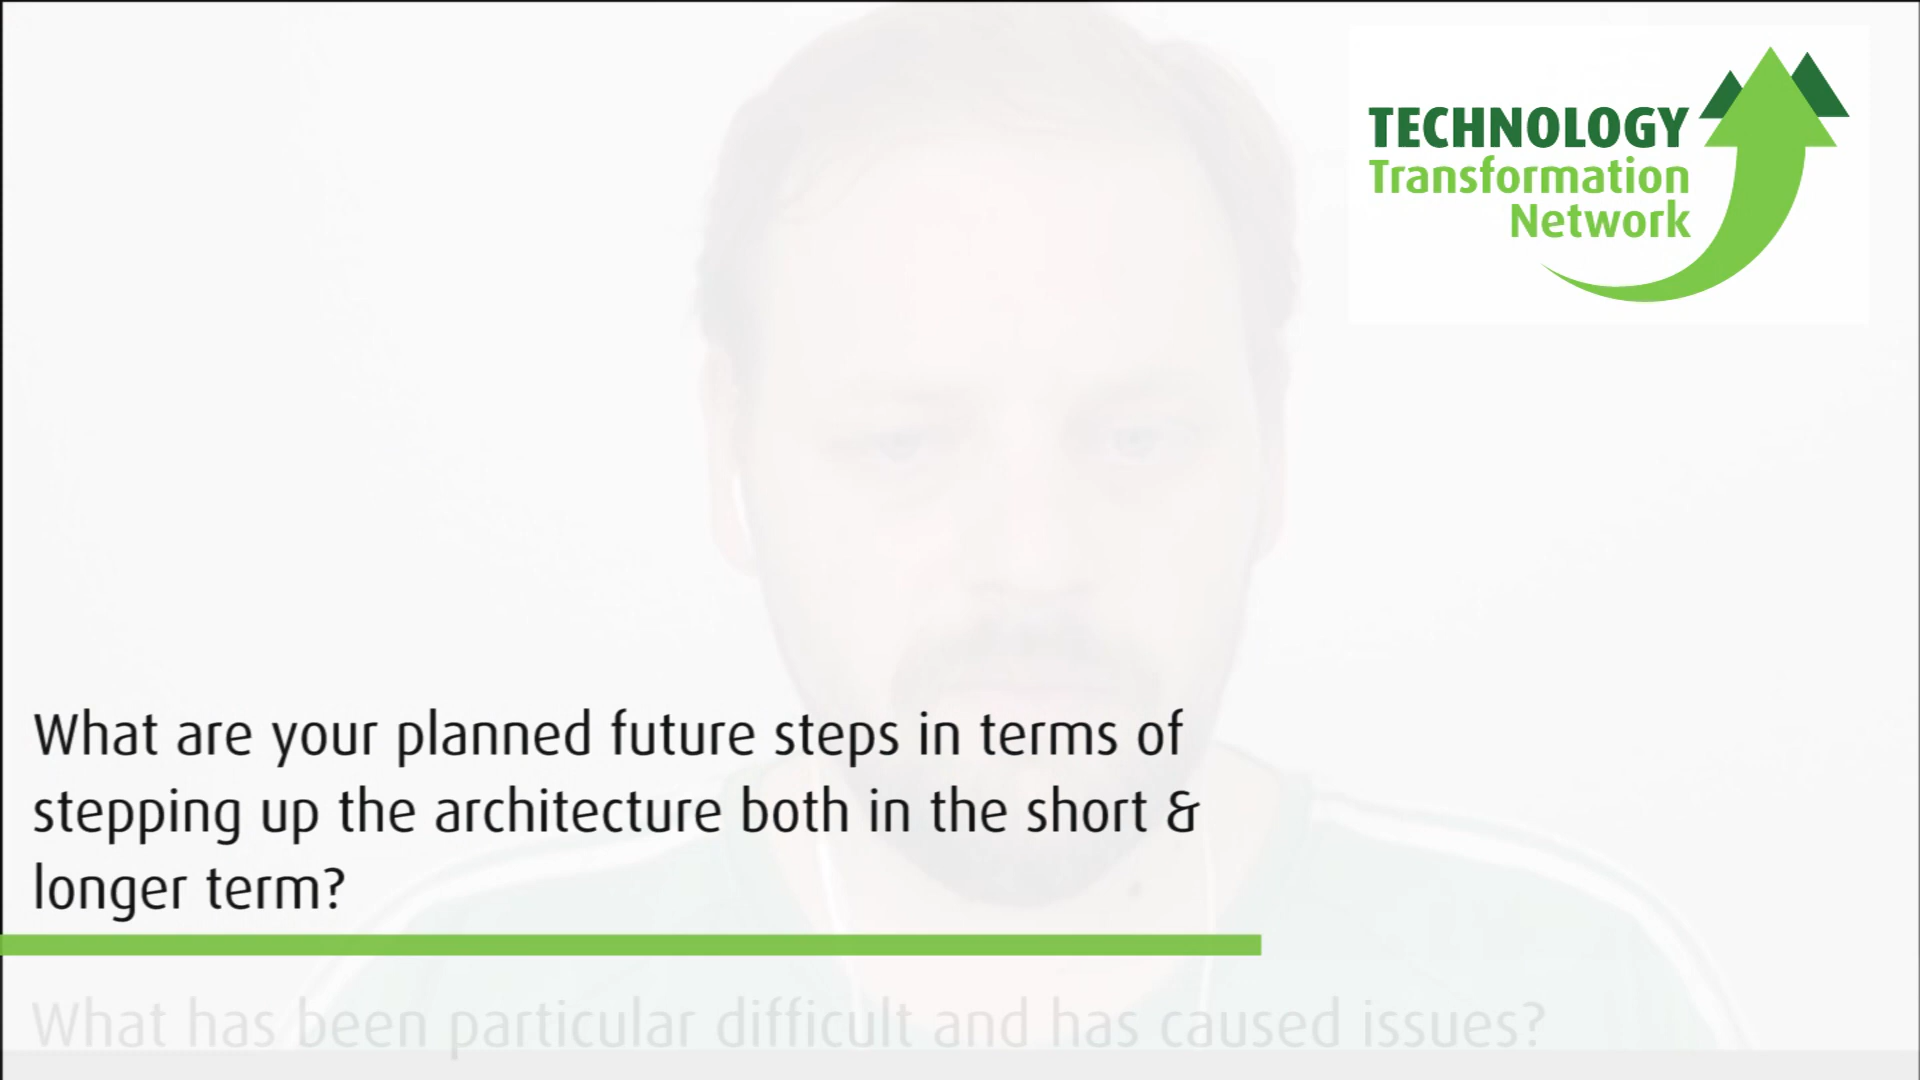 TECHNOLOGY
Transformation
Network
What are your planned future steps in terms of
stepping up the architecture both in the short &
longer term?
What has been particular difficult and has caused issues?